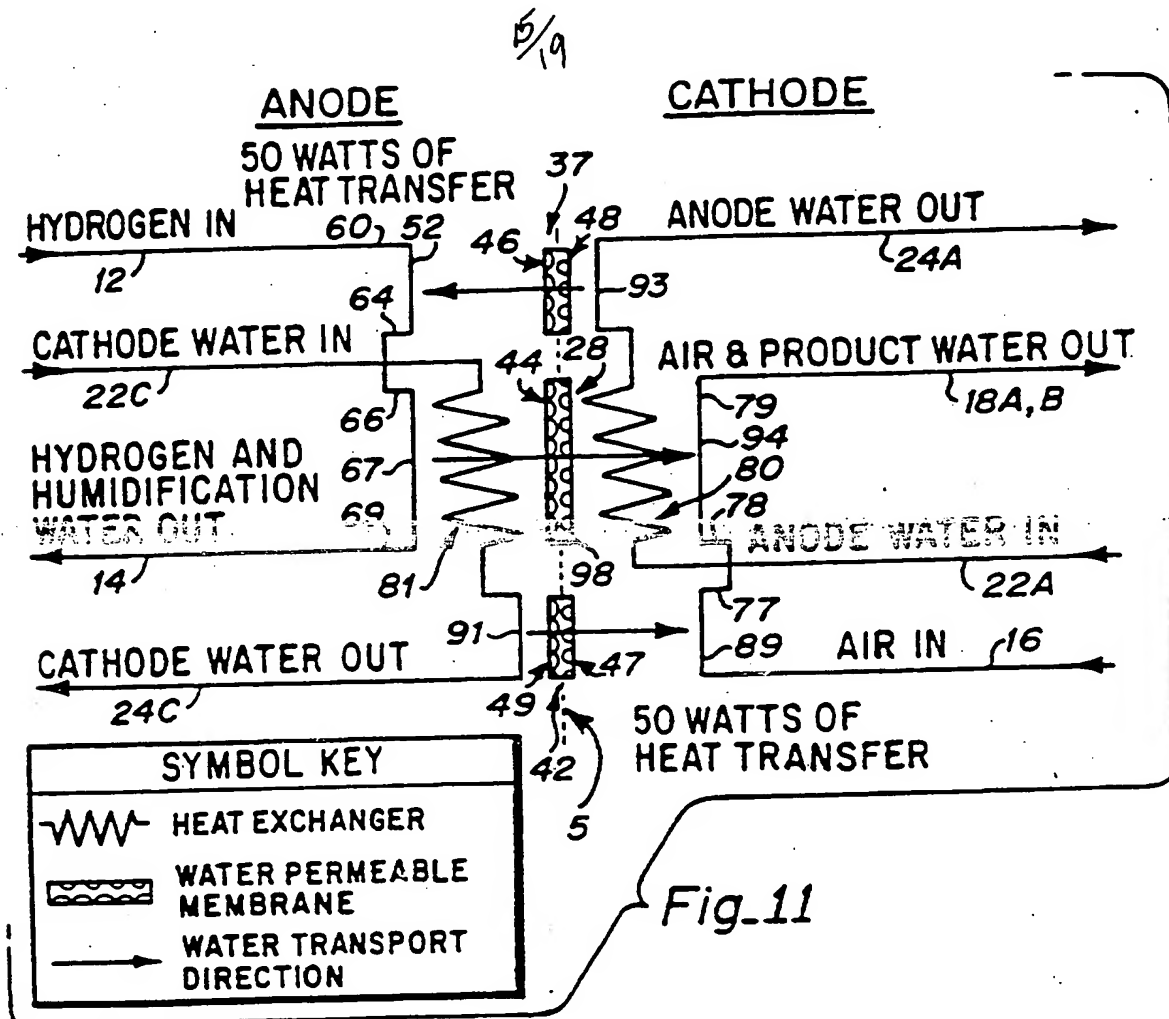 15/19
ANODE
CATHODE
50 WATTS OF
HEAT TRANSFER
37
HYDROGEN IN
60
52
46
48
ANODE WATER OUT
12
24A
93
64
CATHODE WATER IN
28
AIR & PRODUCT WATER OUT
22C
44
18A, B
66
79
94
HYDROGEN AND
HUMIDIFICATION
WATER OUT
67
80
69
78
ANODE WATER IN
14
81
98
22A
77
91
89
AIR IN
16
CATHODE WATER OUT
24C
49
47
42
5
50 WATTS OF
HEAT TRANSFER
SYMBOL KEY
HEAT EXCHANGER
WATER PERMEABLE
MEMBRANE
WATER TRANSPORT
DIRECTION
Fig_11